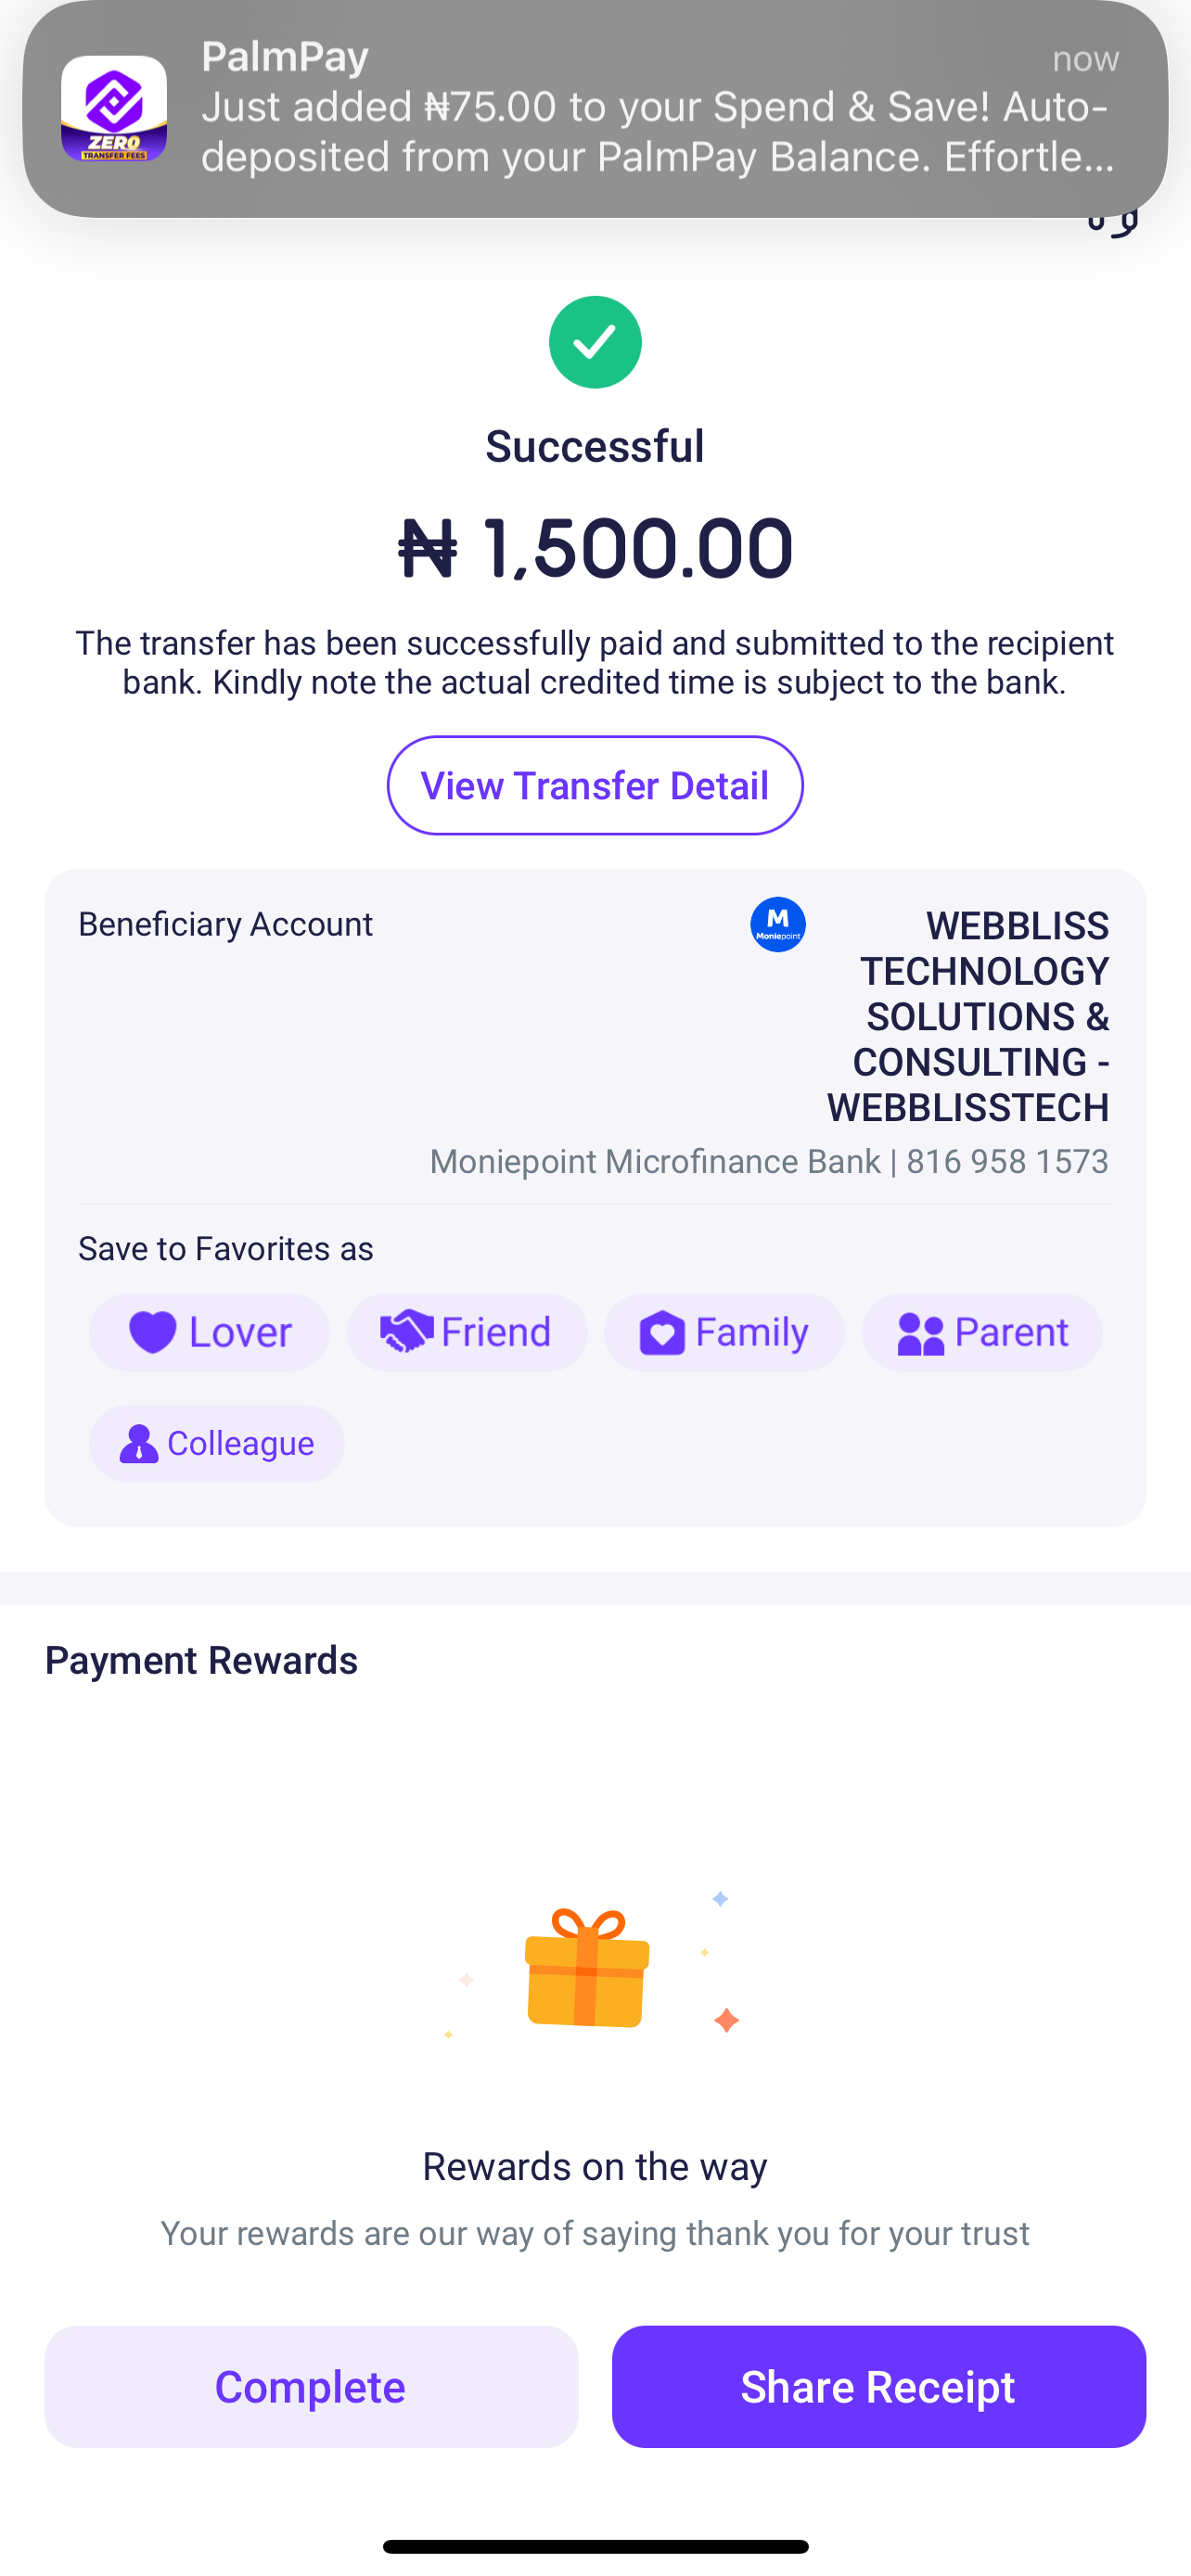 PalmPay
now
Just added ₦75.00 to your Spend & Save! Auto-
deposited from your PalmPay Balance. Effortle...
ZERO
TRANSFER FEES
Successful
₦ 1,500.00
The transfer has been successfully paid and submitted to the recipient
bank. Kindly note the actual credited time is subject to the bank.
View Transfer Detail
Beneficiary Account
M
Moniepoint
WEBBLISS
TECHNOLOGY
SOLUTIONS &
CONSULTING -
WEBBLISSTECH
Moniepoint Microfinance Bank | 816 958 1573
Save to Favorites as
Lover
Friend
Family
Parent
Colleague
Payment Rewards
Rewards on the way
Your rewards are our way of saying thank you for your trust
Complete
Share Receipt